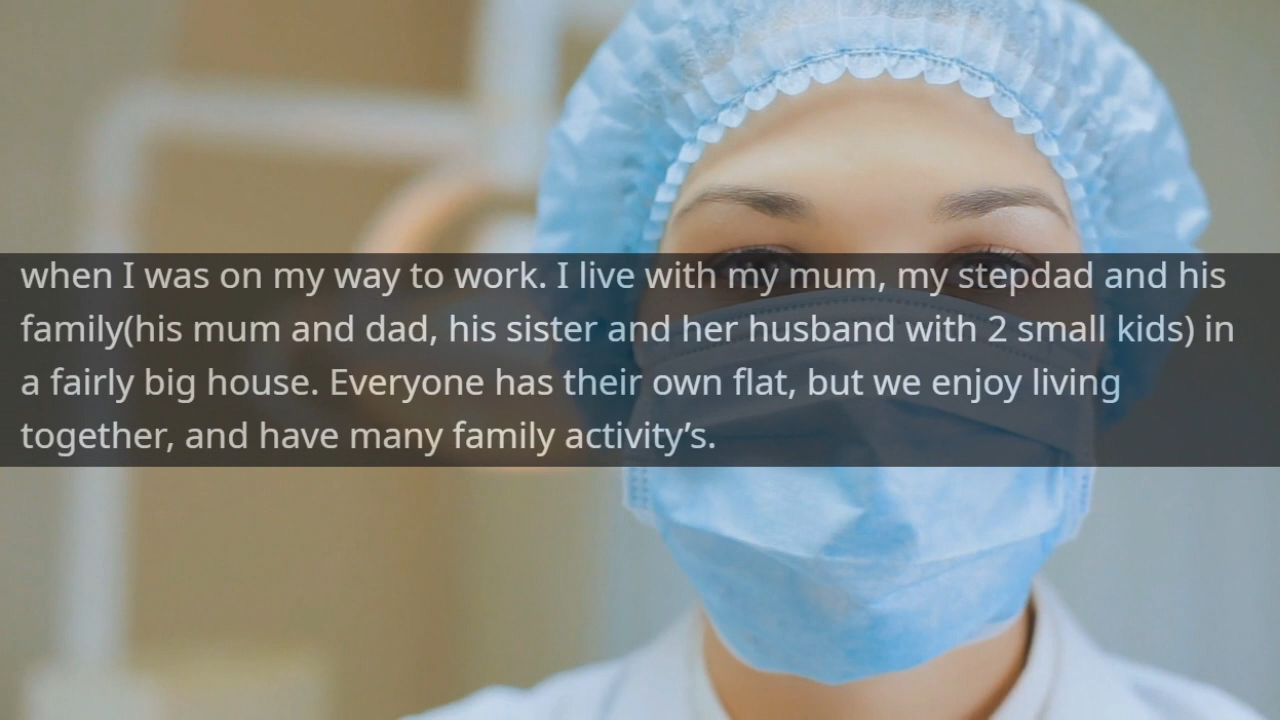 when I was on my way to work. I live with my mum, my stepdad and his
family(his mum and dad, his sister and her husband with 2 small kids) in
a fairly big house. Everyone has their own flat, but we enjoy living
together, and have many family activity’s.